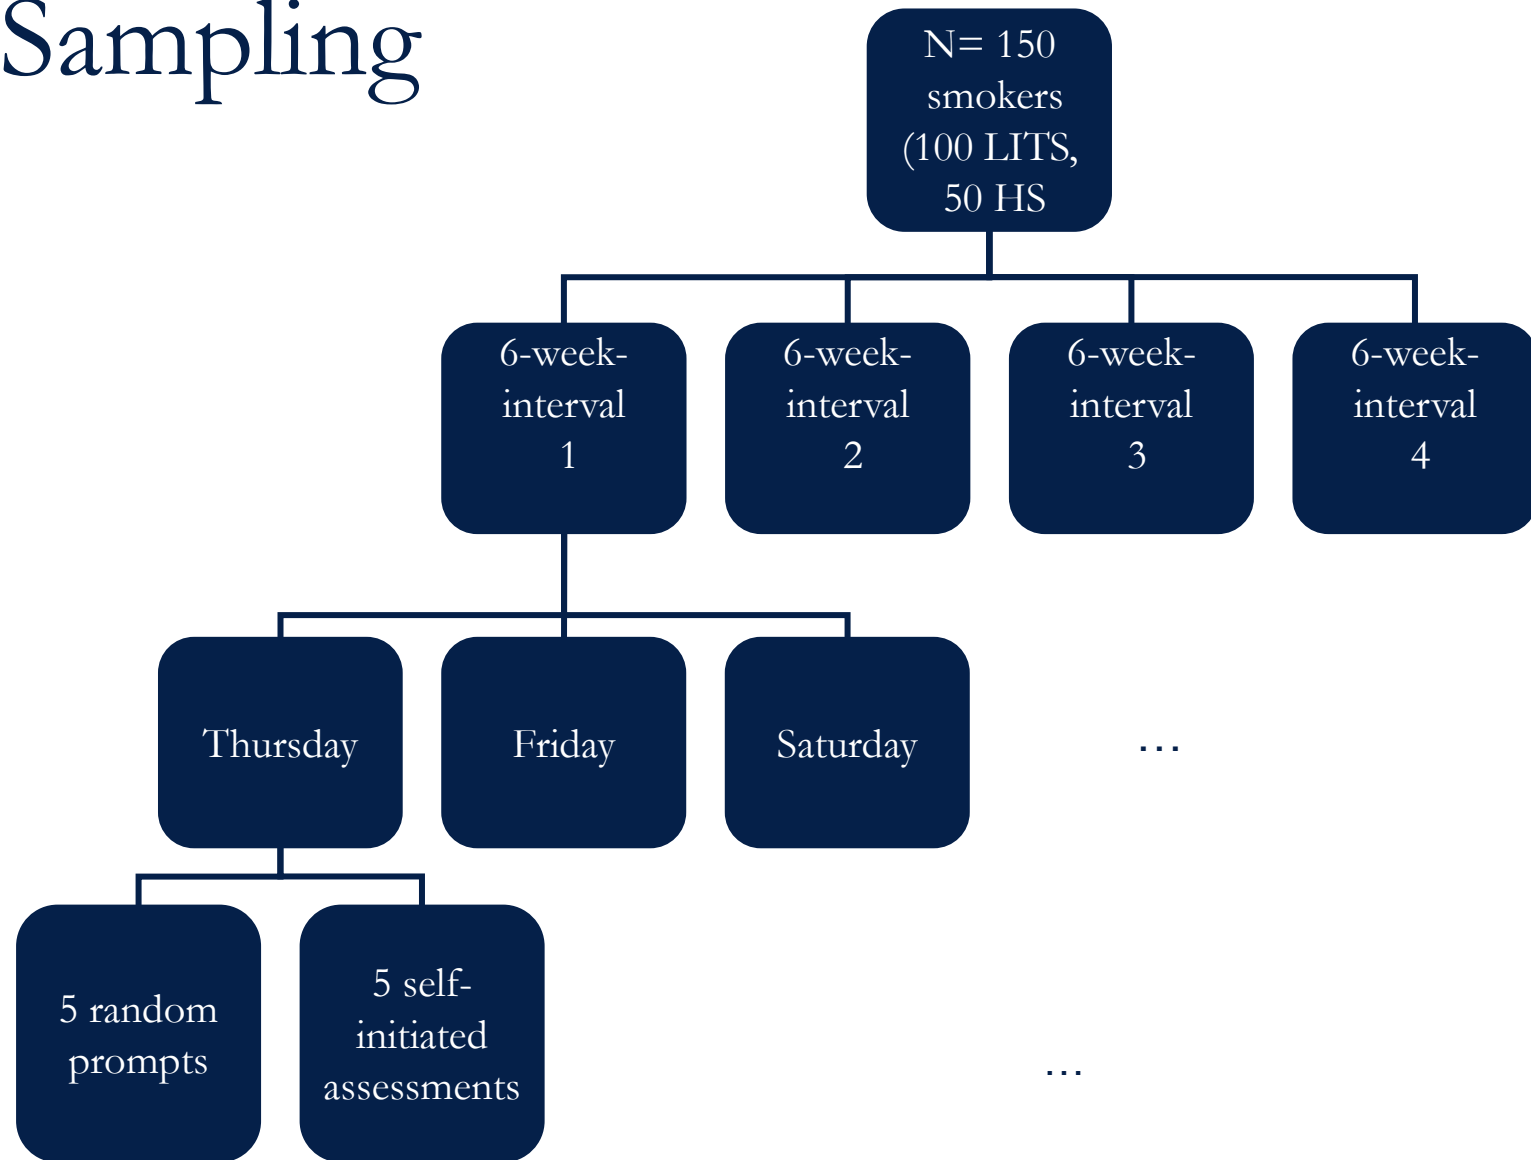 Sampling
N= 150
smokers
(100 LITS,
50 HS
6-week-
interval
1
6-week-
interval
2
6-week-
interval
3
6-week-
interval
4
Thursday
Friday
Saturday
…
5 random
prompts
5 self-
initiated
assessments
…